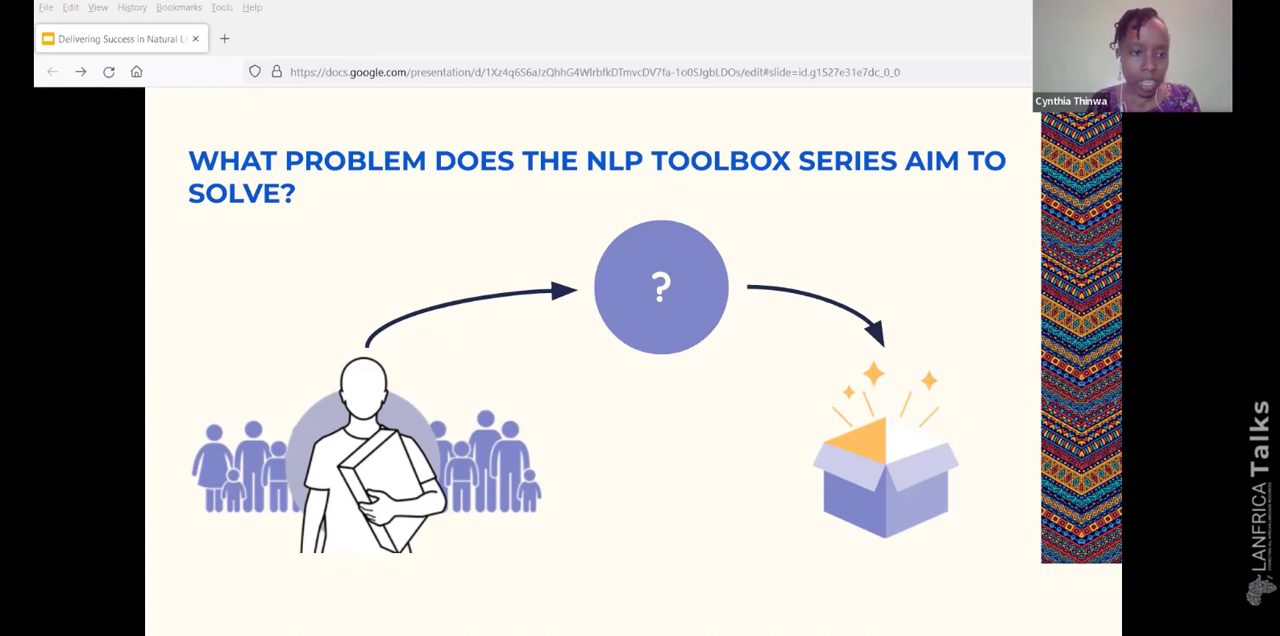 File Edit View History Bookmarks Tools Help
Delivering Success in Natural L
https://docs.google.com/presentation/d/1Xz4q6S6aJzQhhG4WlrbfkDTmvcDV7fa-1o0SJgbLDOs/edit#slide=id.g1527e31e7dc_0_0
Cynthia Thinwa
WHAT PROBLEM DOES THE NLP TOOLBOX SERIES AIM TO
SOLVE?
?
LANFRICA Talks